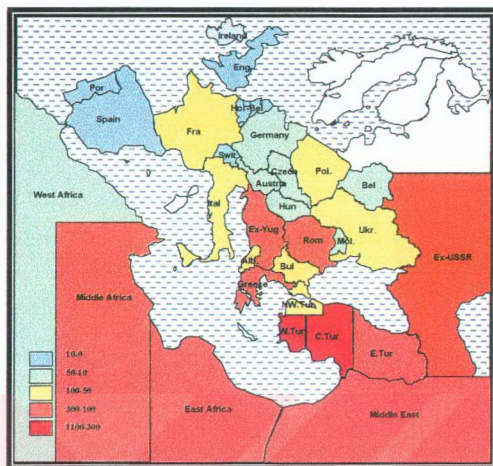 Ireland
Eng.
Por
Spain
Hol-Bel
Fra
Germany
Swit.
Czech
Pol.
Austria
Bel
West Africa
Ital
Hun
Ex-Yug
Rom
Mol.
Ukr.
Ex-USSR
Alb.
Bul
Middle Africa
Greece
NW.Tur
W.Tur
C.Tur
E.Tur
East Africa
Middle East
10-0
50-10
100-50
300-100
1100-300